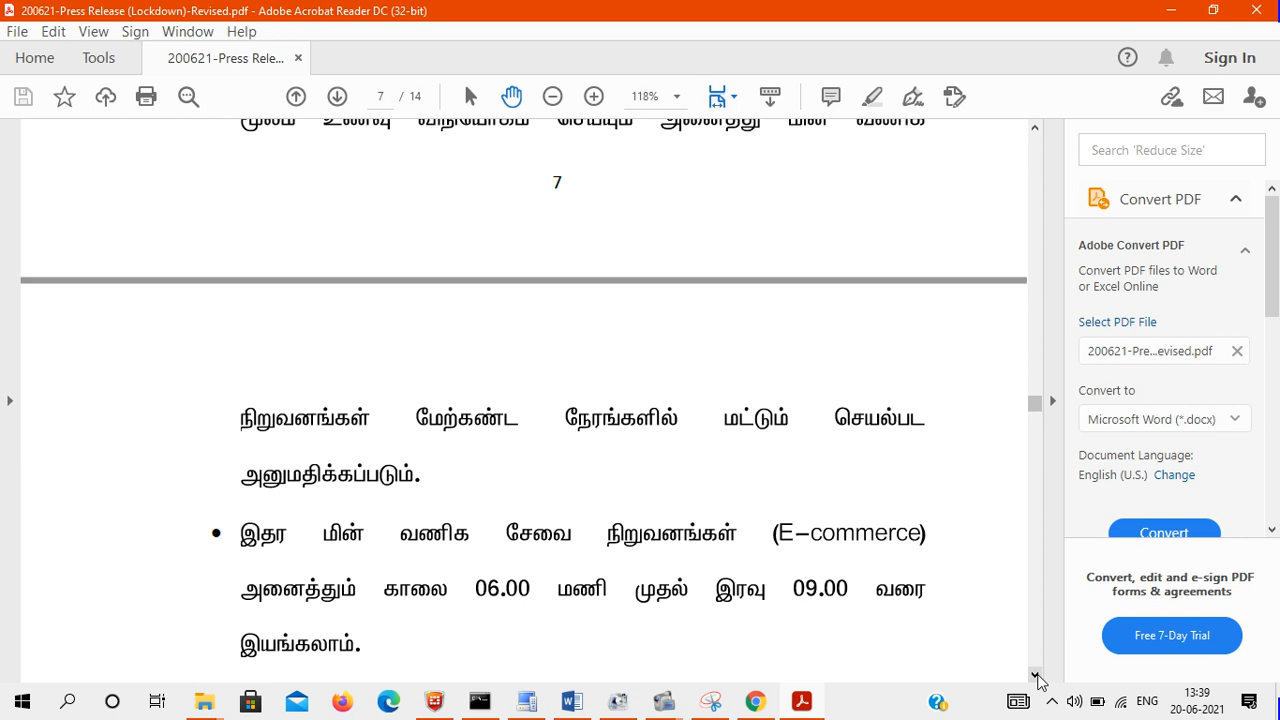 200621-Press Release (Lockdown)-Revised.pdf - Adobe Acrobat Reader DC (32-bit)
File Edit View Sign Window Help
Home Tools 200621-Press Rele... Sign In
7 / 14 118%
மூலம் உணவு விநியோகம் செய்யும் அனைத்து மின் வணிக
7
நிறுவனங்கள் மேற்கண்ட நேரங்களில் மட்டும் செயல்பட
அனுமதிக்கப்படும்.
• இதர மின் வணிக சேவை நிறுவனங்கள் (E-commerce)
அனைத்தும் காலை 06.00 மணி முதல் இரவு 09.00 வரை
இயங்கலாம்.
Search 'Reduce Size'
Convert PDF
Adobe Convert PDF
Convert PDF files to Word
or Excel Online
Select PDF File
200621-Pre...evised.pdf
Convert to
Microsoft Word (*.docx)
Document Language:
English (U.S.) Change
Convert
Convert, edit and e-sign PDF
forms & agreements
Free 7-Day Trial
ENG
13:39
20-06-2021